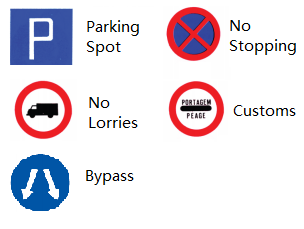 P
Parking
Spot
No
Stopping
No
Lorries
PORTAGEM
PEAGE
Customs
Bypass